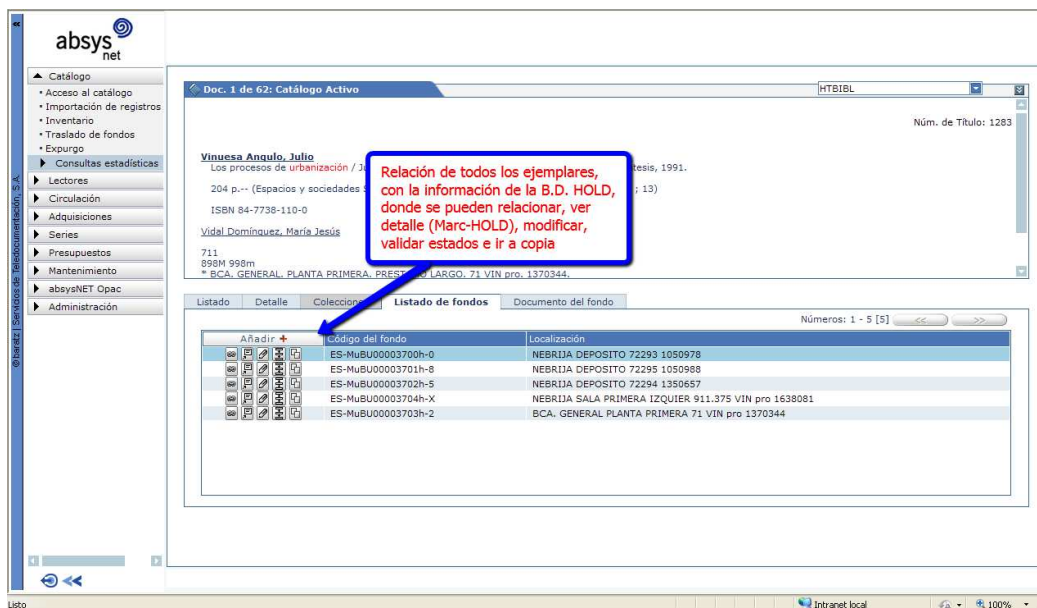 absys
net
Catálogo
• Acceso al catálogo
• Importación de registros
• Inventario
• Traslado de fondos
• Expurgo
Consultas estadísticas
Lectores
Circulación
Adquisiciones
Series
Presupuestos
Mantenimiento
absysNET Opac
Administración
© baratz | Servicios de Teledocumentación, S.A.
Doc. 1 de 62: Catálogo Activo
HTBIBL
Núm. de Título: 1283
Vinuesa Angulo, Julio
Los procesos de urbanización / tesis, 1991.
204 p.-- (Espacios y sociedades ; 13)
ISBN 84-7738-110-0
Vidal Domínguez, María Jesús
711
898M 998m
* BCA. GENERAL. PLANTA PRIMERA. LARGO. 71 VIN pro. 1370344.
Relación de todos los ejemplares,
con la información de la B.D. HOLD,
donde se pueden relacionar, ver
detalle (Marc-HOLD), modificar,
validar estados e ir a copia
Listado Detalle Listado de fondos Documento del fondo
Números: 1 - 5 [5] << >>
Añadir + Código del fondo Localización
ES-MuBU00003700h-0 NEBRIJA DEPOSITO 72293 1050978
ES-MuBU00003701h-8 NEBRIJA DEPOSITO 72295 1050988
ES-MuBU00003702h-5 NEBRIJA DEPOSITO 72294 1350657
ES-MuBU00003704h-X NEBRIJA SALA PRIMERA IZQUIER 911.375 VIN pro 1638081
ES-MuBU00003703h-2 BCA. GENERAL PLANTA PRIMERA 71 VIN pro 1370344
Listo Intranet local 100%